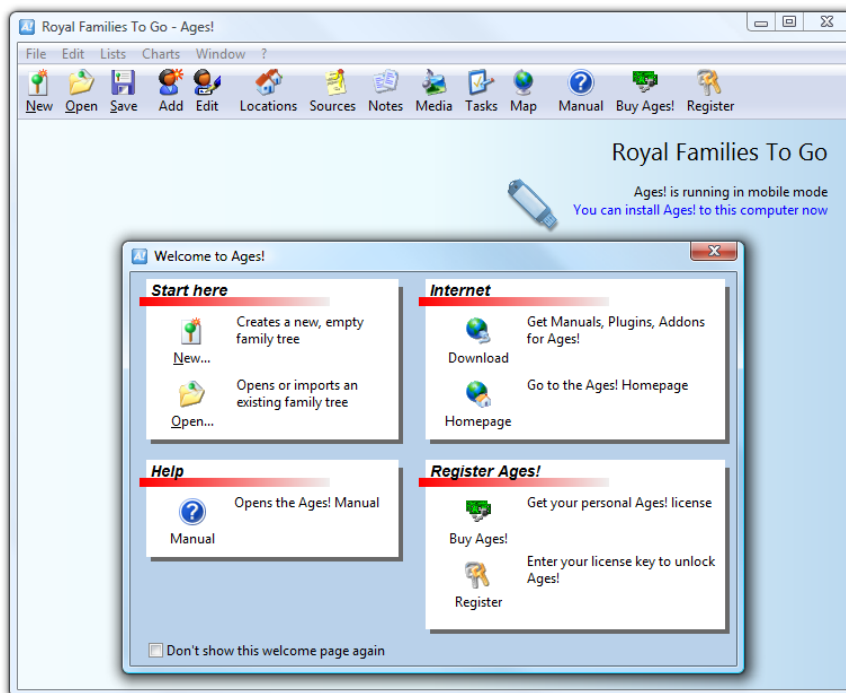 Royal Families To Go - Ages!
File Edit Lists Charts Window ?
New Open Save Add Edit Locations Sources Notes Media Tasks Map Manual Buy Ages! Register
Royal Families To Go
Ages! is running in mobile mode
You can install Ages! to this computer now
Welcome to Ages!
Start here
Creates a new, empty
family tree
New...
Opens or imports an
existing family tree
Open...
Internet
Get Manuals, Plugins, Addons
for Ages!
Download
Go to the Ages! Homepage
Homepage
Help
Opens the Ages! Manual
Manual
Register Ages!
Get your personal Ages! license
Buy Ages!
Enter your license key to unlock
Ages!
Register
Don't show this welcome page again